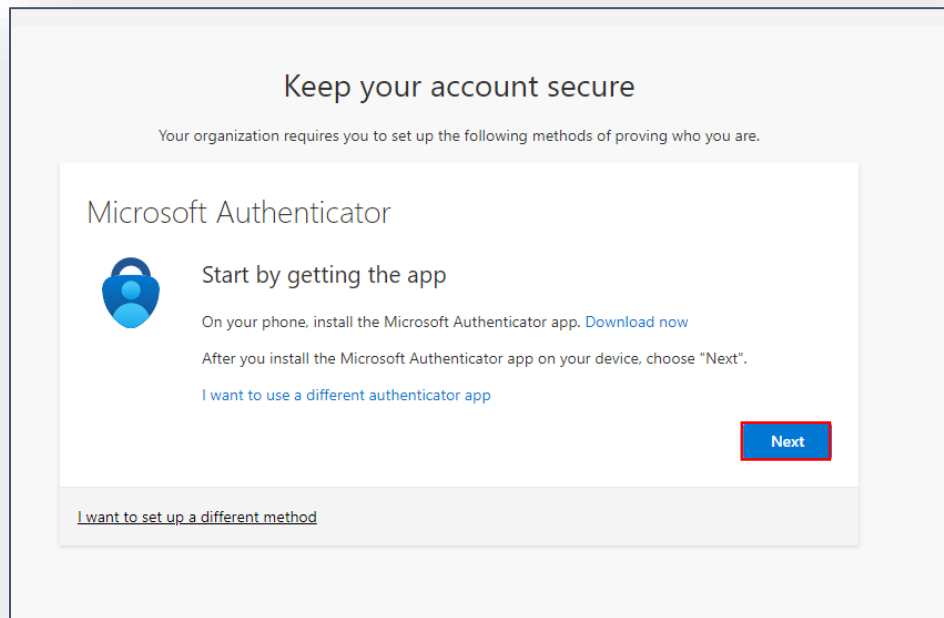 Keep your account secure
Your organization requires you to set up the following methods of proving who you are.
Microsoft Authenticator
Start by getting the app
On your phone, install the Microsoft Authenticator app. Download now
After you install the Microsoft Authenticator app on your device, choose "Next".
I want to use a different authenticator app
Next
I want to set up a different method